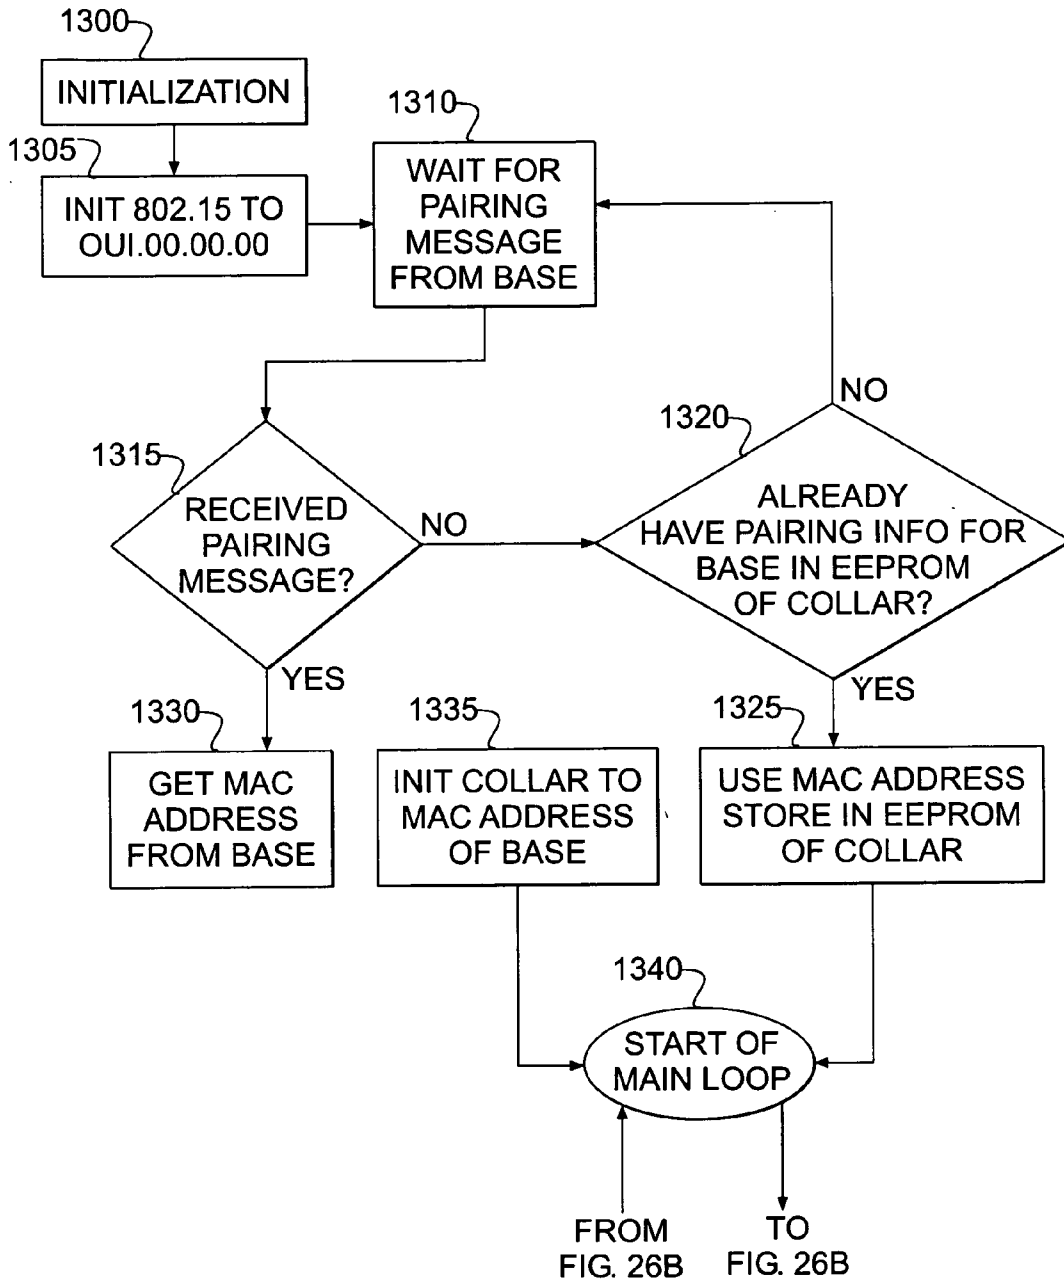 1300
INITIALIZATION
1305
INIT 802.15 TO
OUI.00.00.00
1310
WAIT FOR
PAIRING
MESSAGE
FROM BASE
1315
RECEIVED
PAIRING
MESSAGE?
NO
YES
1320
ALREADY
HAVE PAIRING INFO FOR
BASE IN EEPROM
OF COLLAR?
NO
YES
1330
GET MAC
ADDRESS
FROM BASE
1335
INIT COLLAR TO
MAC ADDRESS
OF BASE
1325
USE MAC ADDRESS
STORE IN EEPROM
OF COLLAR
1340
START OF
MAIN LOOP
FROM
FIG. 26B
TO
FIG. 26B